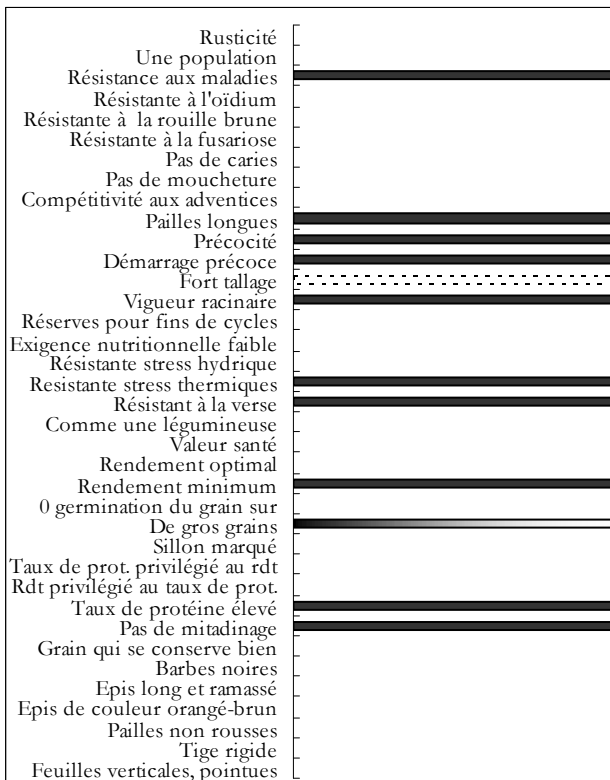 Rusticité
Une population
Résistance aux maladies
Résistante à l'oïdium
Résistante à la rouille brune
Résistante à la fusariose
Pas de caries
Pas de moucheture
Compétitivité aux adventices
Pailles longues
Précocité
Démarrage précoce
Fort tallage
Vigueur racinaire
Réserves pour fins de cycles
Exigence nutritionnelle faible
Résistante stress hydrique
Resistante stress thermiques
Résistant à la verse
Comme une légumineuse
Valeur santé
Rendement optimal
Rendement minimum
0 germination du grain sur
De gros grains
Sillon marqué
Taux de prot. privilégié au rdt
Rdt privilégié au taux de prot.
Taux de protéine élevé
Pas de mitadinage
Grain qui se conserve bien
Barbes noires
Epis long et ramassé
Epis de couleur orangé-brun
Pailles non rousses
Tige rigide
Feuilles verticales, pointues